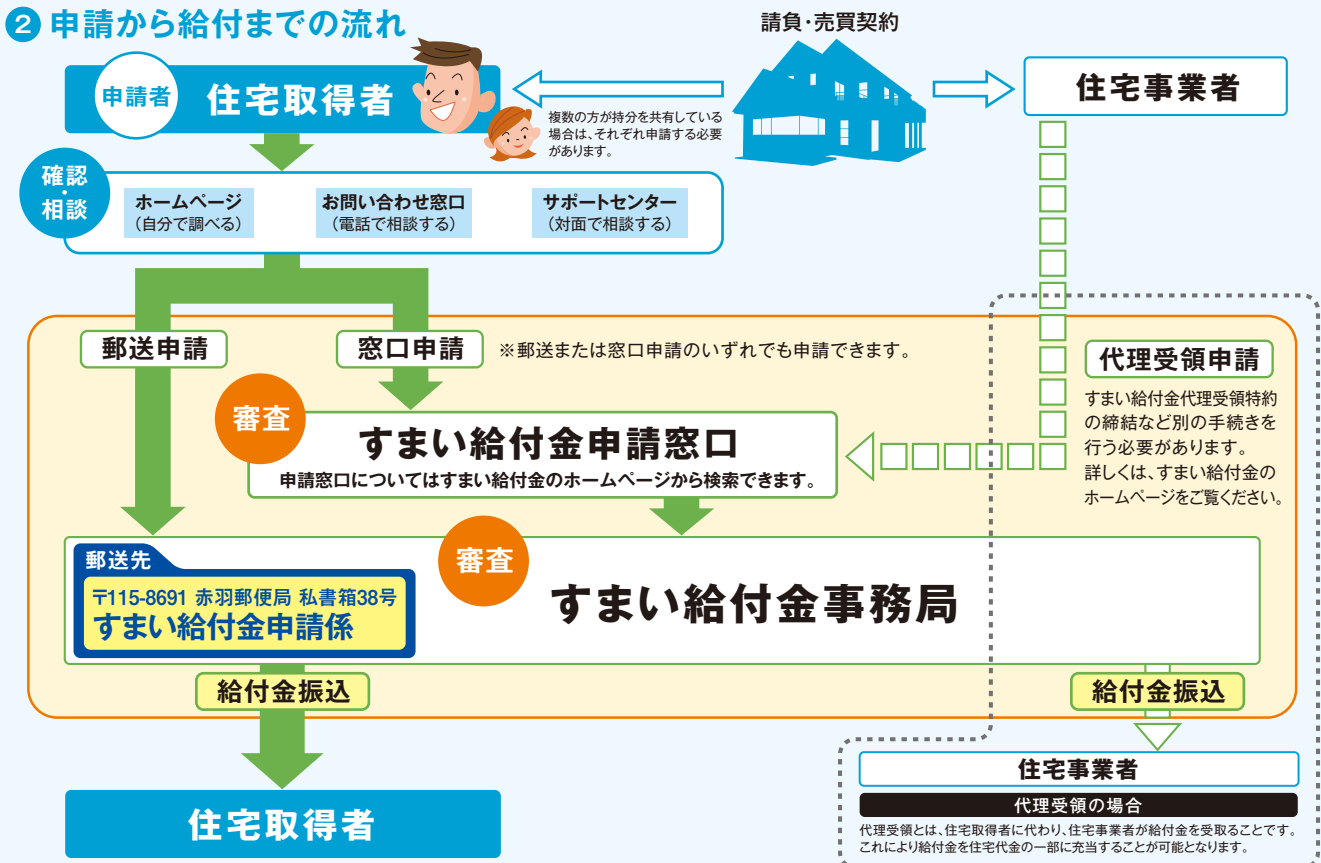 2 申請から給付までの流れ
請負・売買契約
申請者
住宅取得者
複数の方が持分を共有している
場合は、それぞれ申請する必要
があります。
住宅事業者
確認
・
相談
ホームページ
（自分で調べる）
お問い合わせ窓口
（電話で相談する）
サポートセンター
（対面で相談する）
郵送申請
窓口申請
※郵送または窓口申請のいずれでも申請できます。
代理受領申請
すまい給付金代理受領特約
の締結など別の手続きを
行う必要があります。
詳しくは、すまい給付金の
ホームページをご覧ください。
審査
すまい給付金申請窓口
申請窓口についてはすまい給付金のホームページから検索できます。
審査
郵送先
〒115-8691 赤羽郵便局 私書箱38号
すまい給付金申請係
すまい給付金事務局
給付金振込
給付金振込
住宅取得者
住宅事業者
代理受領の場合
代理受領とは、住宅取得者に代わり、住宅事業者が給付金を受取ることです。
これにより給付金を住宅代金の一部に充当することが可能となります。